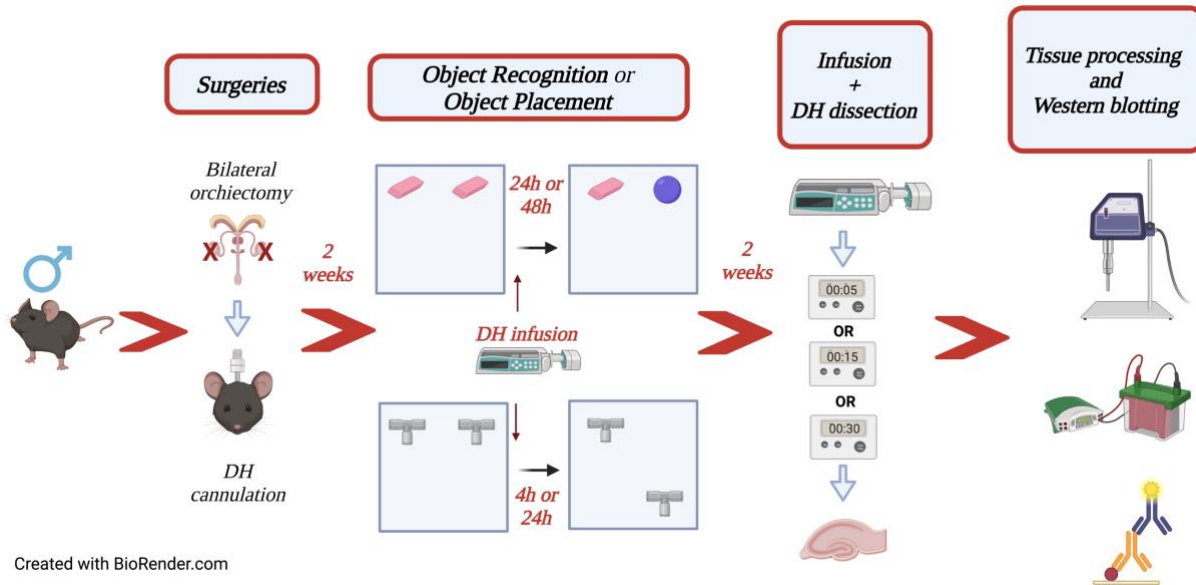 Surgeries
Object Recognition or
Object Placement
Infusion
+
DH dissection
Tissue processing
and
Western blotting
Bilateral
orchiectomy
X X
DH
cannulation
2
weeks
24h or
48h
DH infusion
4h or
24h
2
weeks
00:05
OR
00:15
OR
00:30
Created with BioRender.com